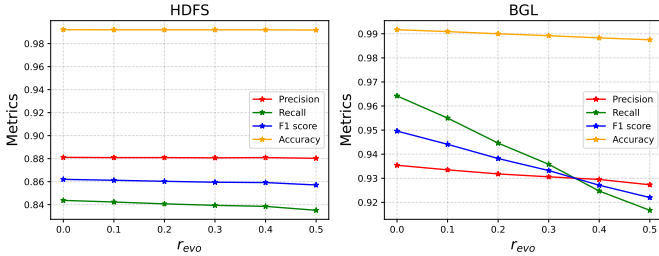 HDFS
Metrics
0.98
0.96
0.94
0.92
0.90
0.88
0.86
0.84
Precision
Recall
F1 score
Accuracy
0.0 0.1 0.2 0.3 0.4 0.5
r_evo
BGL
Metrics
0.99
0.98
0.97
0.96
0.95
0.94
0.93
0.92
Precision
Recall
F1 score
Accuracy
0.0 0.1 0.2 0.3 0.4 0.5
r_evo